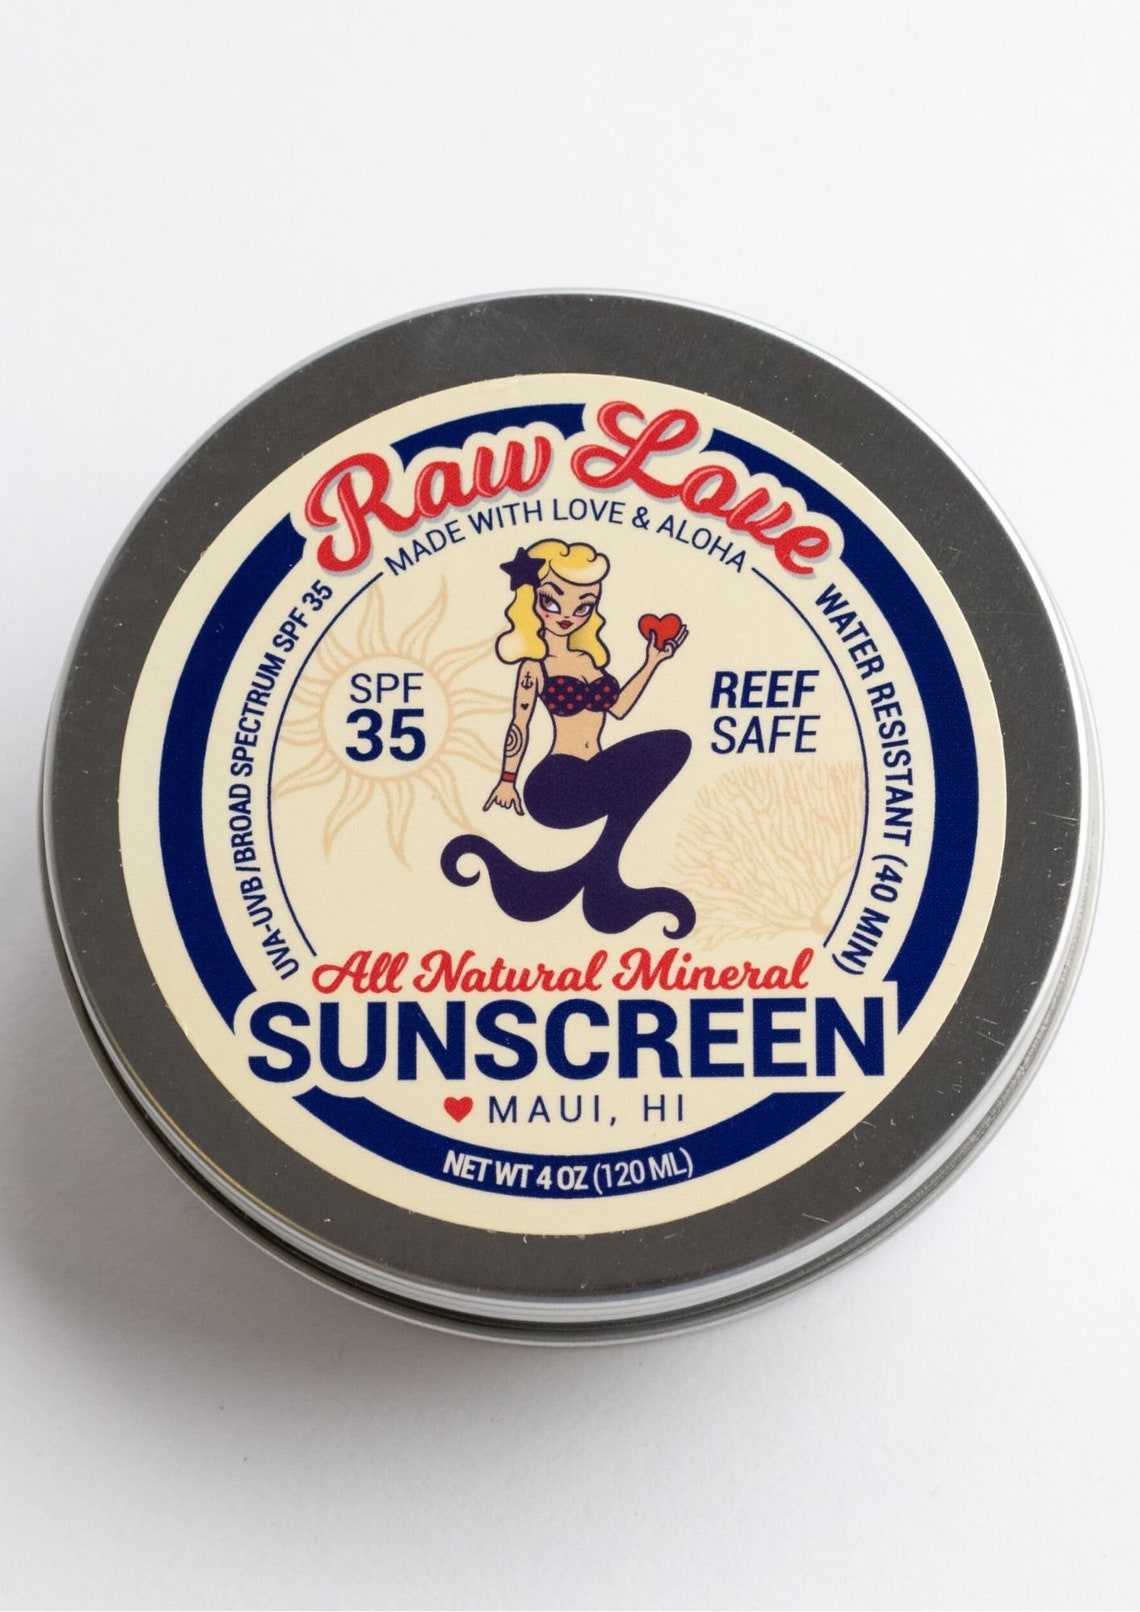 Raw Love
MADE WITH LOVE & ALOHA
UVA-UVB/BROAD SPECTRUM SPF 35
SPF
35
REEF
SAFE
WATER RESISTANT (40 MIN)
All Natural Mineral
SUNSCREEN
MAUI, HI
NET WT 4 OZ (120 ML)